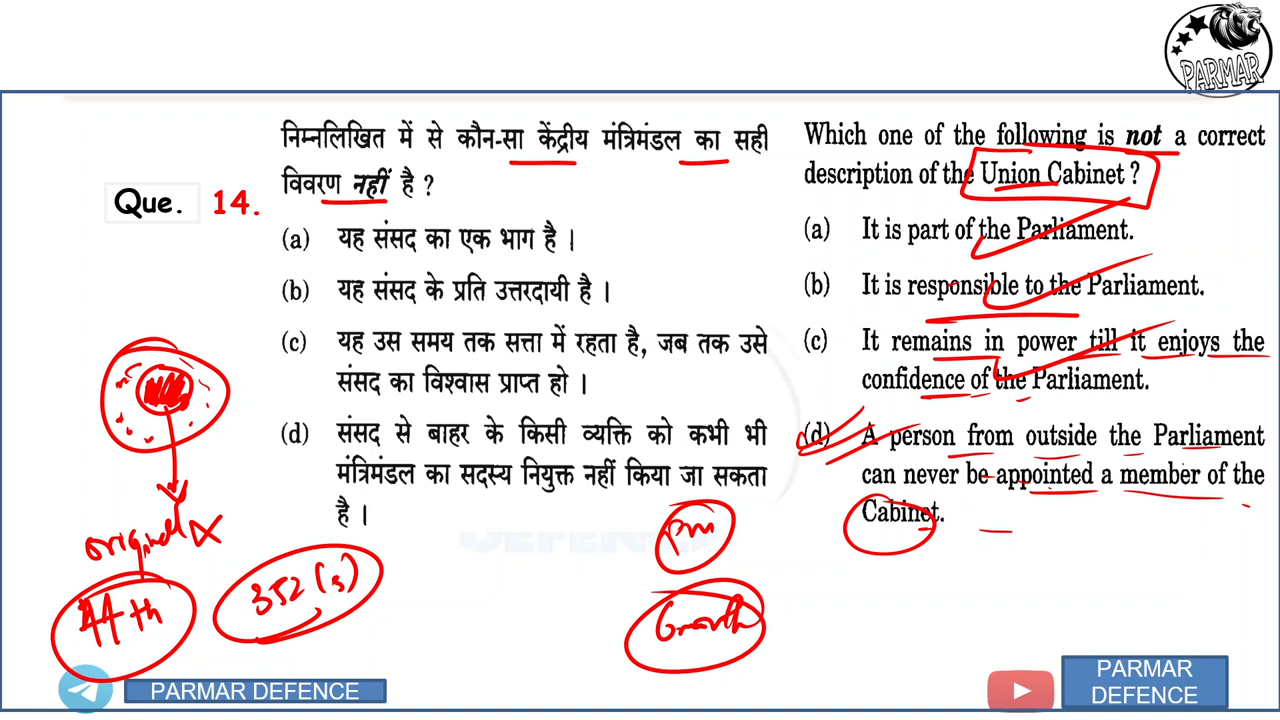 PARMAR
Que. 14.
निम्नलिखित में से कौन-सा केंद्रीय मंत्रिमंडल का सही
विवरण नहीं है ?
(a) यह संसद का एक भाग है ।
(b) यह संसद के प्रति उत्तरदायी है ।
(c) यह उस समय तक सत्ता में रहता है, जब तक उसे
संसद का विश्वास प्राप्त हो ।
(d) संसद से बाहर के किसी व्यक्ति को कभी भी
मंत्रिमंडल का सदस्य नियुक्त नहीं किया जा सकता
है ।
Which one of the following is not a correct
description of the Union Cabinet ?
(a) It is part of the Parliament.
(b) It is responsible to the Parliament.
(c) It remains in power till it enjoys the
confidence of the Parliament.
(d) A person from outside the Parliament
can never be appointed a member of the
Cabinet.
original X
44th
352 (3)
pm
6 month
PARMAR DEFENCE
PARMAR
DEFENCE